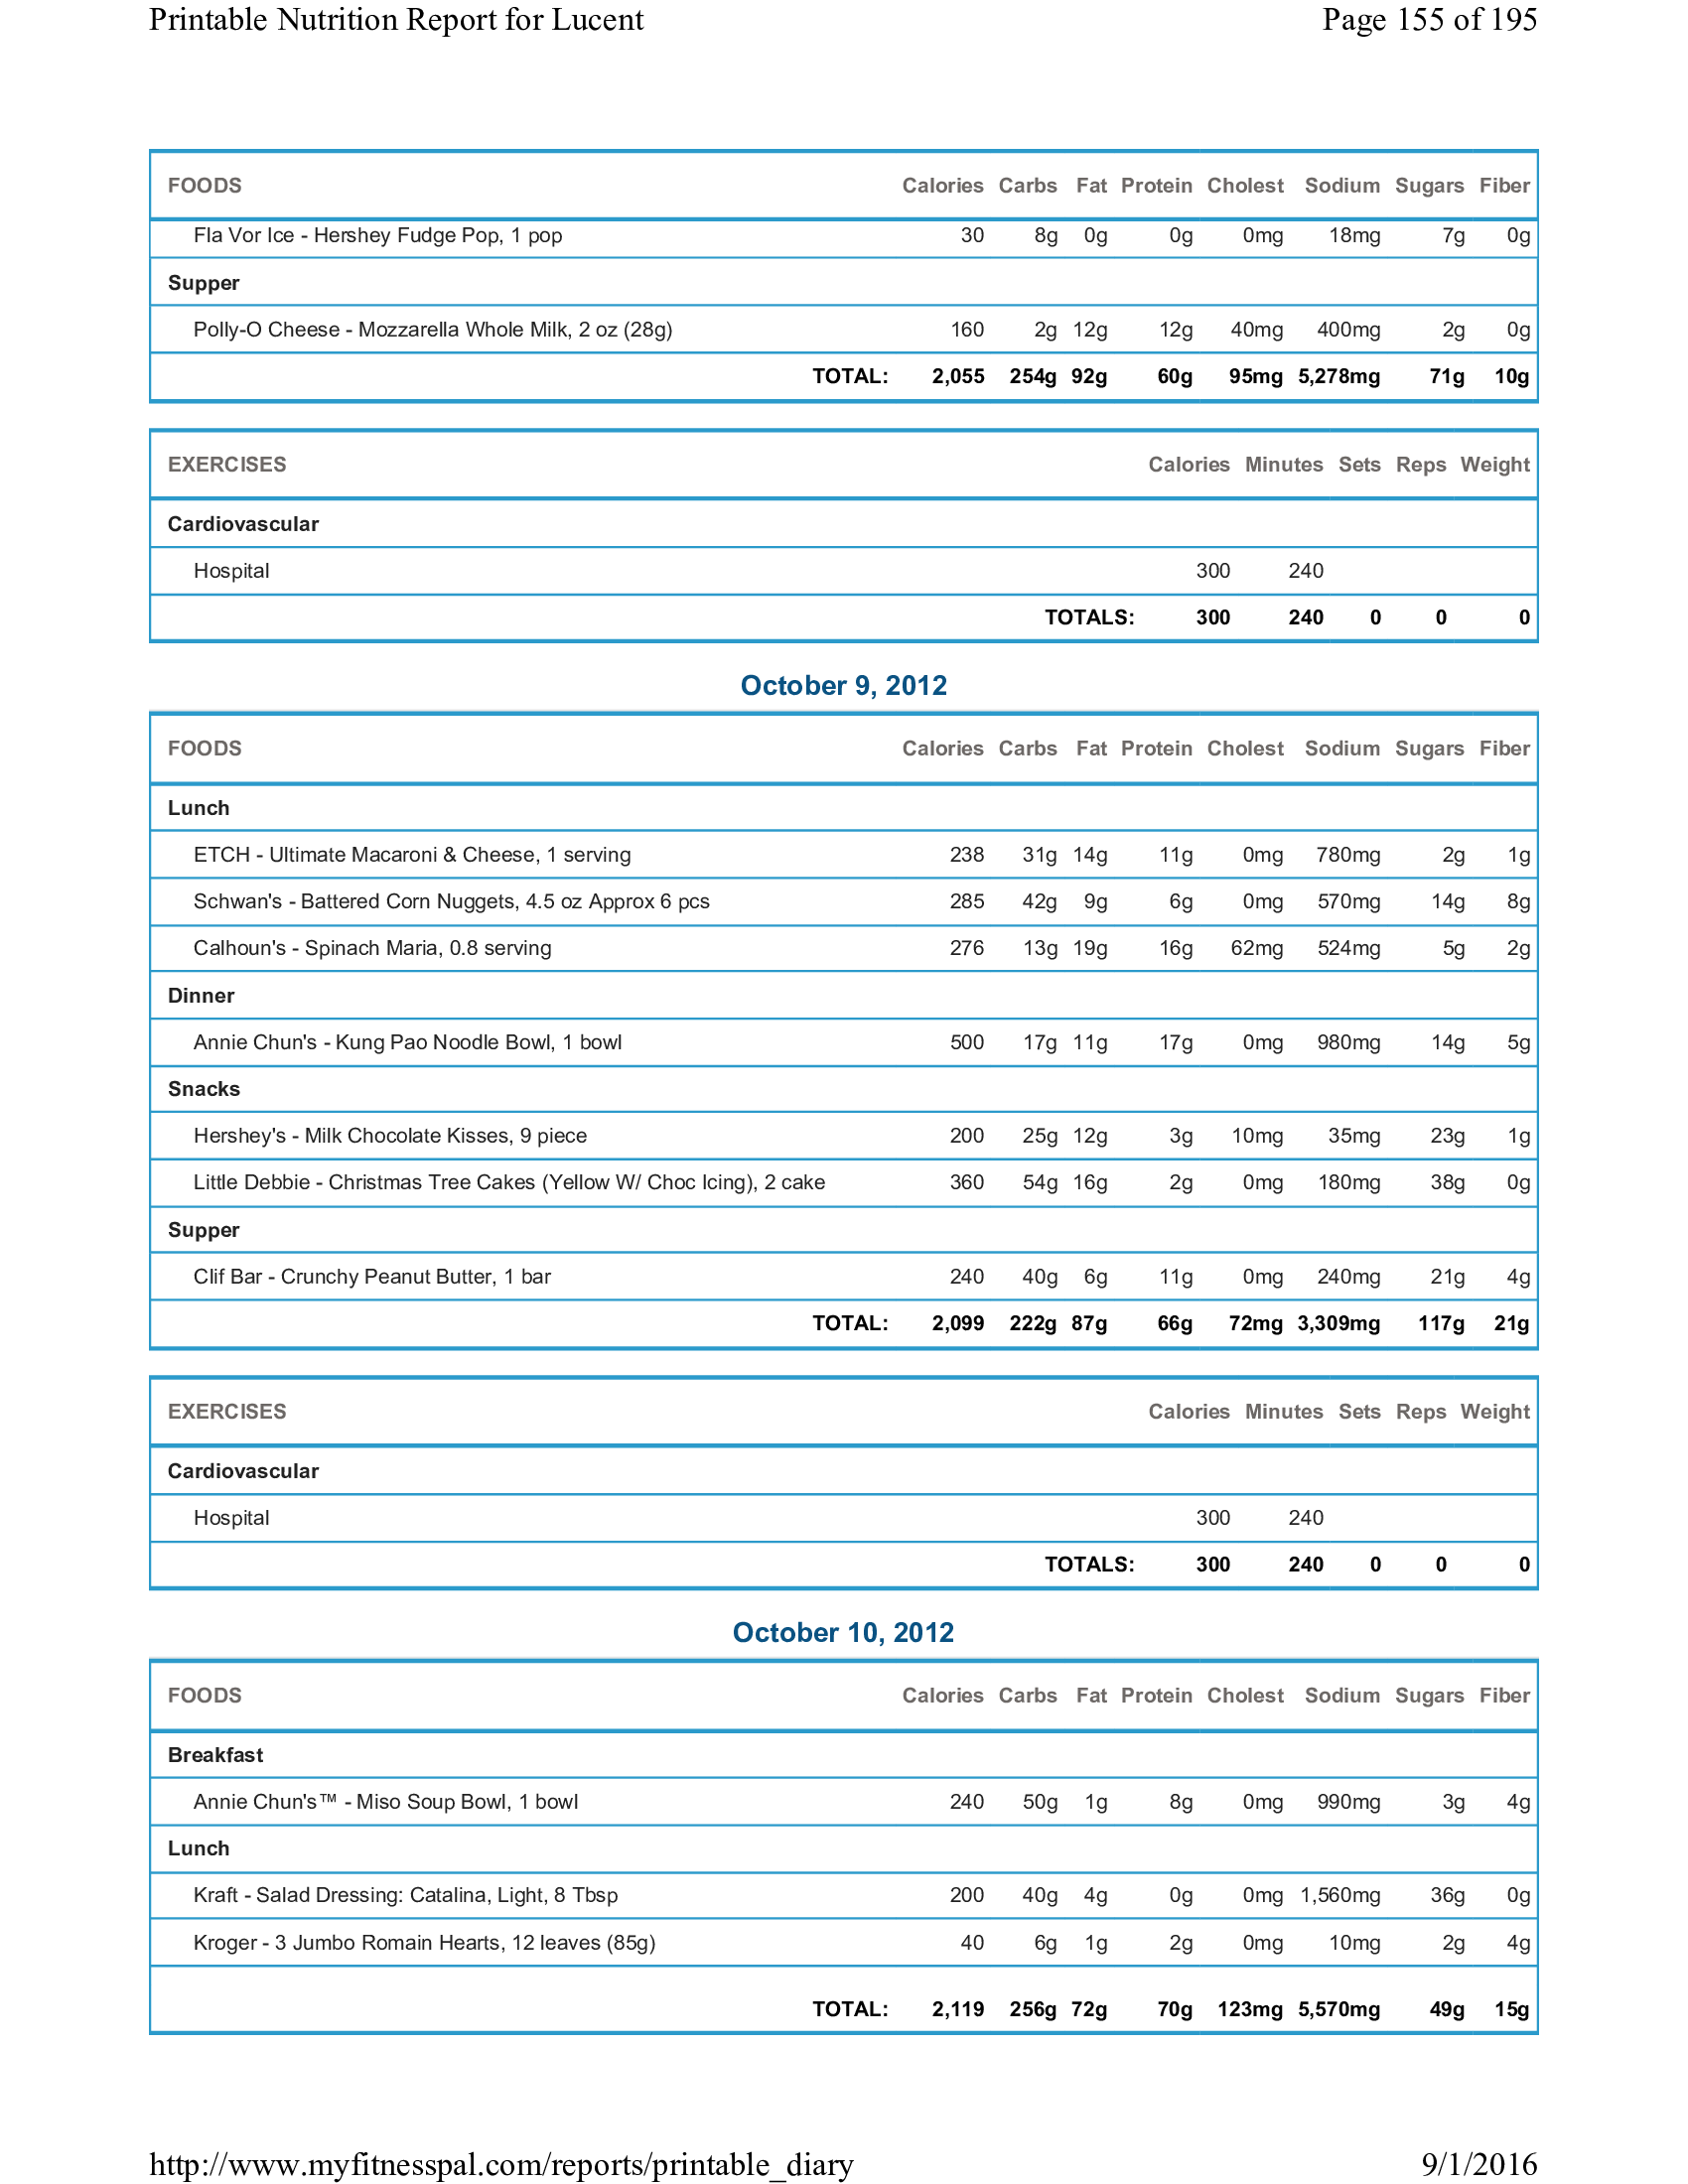 Printable Nutrition Report for Lucent Page 155 of 195
FOODS Calories Carbs Fat Protein Cholest Sodium Sugars Fiber
Fla Vor Ice - Hershey Fudge Pop, 1 pop 30 8g 0g 0g 0mg 18mg 7g 0g
Supper
Polly-O Cheese - Mozzarella Whole Milk, 2 oz (28g) 160 2g 12g 12g 40mg 400mg 2g 0g
TOTAL: 2,055 254g 92g 60g 95mg 5,278mg 71g 10g
EXERCISES Calories Minutes Sets Reps Weight
Cardiovascular
Hospital 300 240
TOTALS: 300 240 0 0 0
October 9, 2012
FOODS Calories Carbs Fat Protein Cholest Sodium Sugars Fiber
Lunch
ETCH - Ultimate Macaroni & Cheese, 1 serving 238 31g 14g 11g 0mg 780mg 2g 1g
Schwan's - Battered Corn Nuggets, 4.5 oz Approx 6 pcs 285 42g 9g 6g 0mg 570mg 14g 8g
Calhoun's - Spinach Maria, 0.8 serving 276 13g 19g 16g 62mg 524mg 5g 2g
Dinner
Annie Chun's - Kung Pao Noodle Bowl, 1 bowl 500 17g 11g 17g 0mg 980mg 14g 5g
Snacks
Hershey's - Milk Chocolate Kisses, 9 piece 200 25g 12g 3g 10mg 35mg 23g 1g
Little Debbie - Christmas Tree Cakes (Yellow W/ Choc Icing), 2 cake 360 54g 16g 2g 0mg 180mg 38g 0g
Supper
Clif Bar - Crunchy Peanut Butter, 1 bar 240 40g 6g 11g 0mg 240mg 21g 4g
TOTAL: 2,099 222g 87g 66g 72mg 3,309mg 117g 21g
EXERCISES Calories Minutes Sets Reps Weight
Cardiovascular
Hospital 300 240
TOTALS: 300 240 0 0 0
October 10, 2012
FOODS Calories Carbs Fat Protein Cholest Sodium Sugars Fiber
Breakfast
Annie Chun's™ - Miso Soup Bowl, 1 bowl 240 50g 1g 8g 0mg 990mg 3g 4g
Lunch
Kraft - Salad Dressing: Catalina, Light, 8 Tbsp 200 40g 4g 0g 0mg 1,560mg 36g 0g
Kroger - 3 Jumbo Romain Hearts, 12 leaves (85g) 40 6g 1g 2g 0mg 10mg 2g 4g
TOTAL: 2,119 256g 72g 70g 123mg 5,570mg 49g 15g
http://www.myfitnesspal.com/reports/printable_diary 9/1/2016